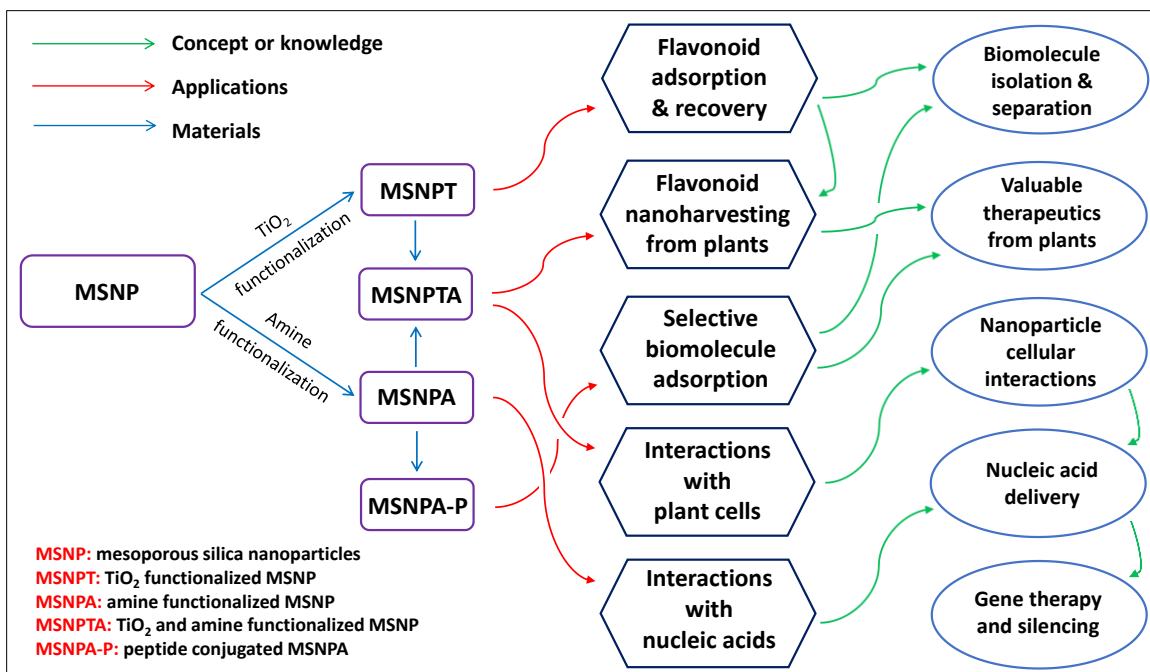 Concept or knowledge
Applications
Materials
MSNP
TiO₂
functionalization
Amine
functionalization
MSNPT
MSNPTA
MSNPA
MSNPA-P
Flavonoid
adsorption
& recovery
Flavonoid
nanoharvesting
from plants
Selective
biomolecule
adsorption
Interactions
with
plant cells
Interactions
with
nucleic acids
Biomolecule
isolation &
separation
Valuable
therapeutics
from plants
Nanoparticle
cellular
interactions
Nucleic acid
delivery
Gene therapy
and silencing
MSNP: mesoporous silica nanoparticles
MSNPT: TiO₂ functionalized MSNP
MSNPA: amine functionalized MSNP
MSNPTA: TiO₂ and amine functionalized MSNP
MSNPA-P: peptide conjugated MSNPA